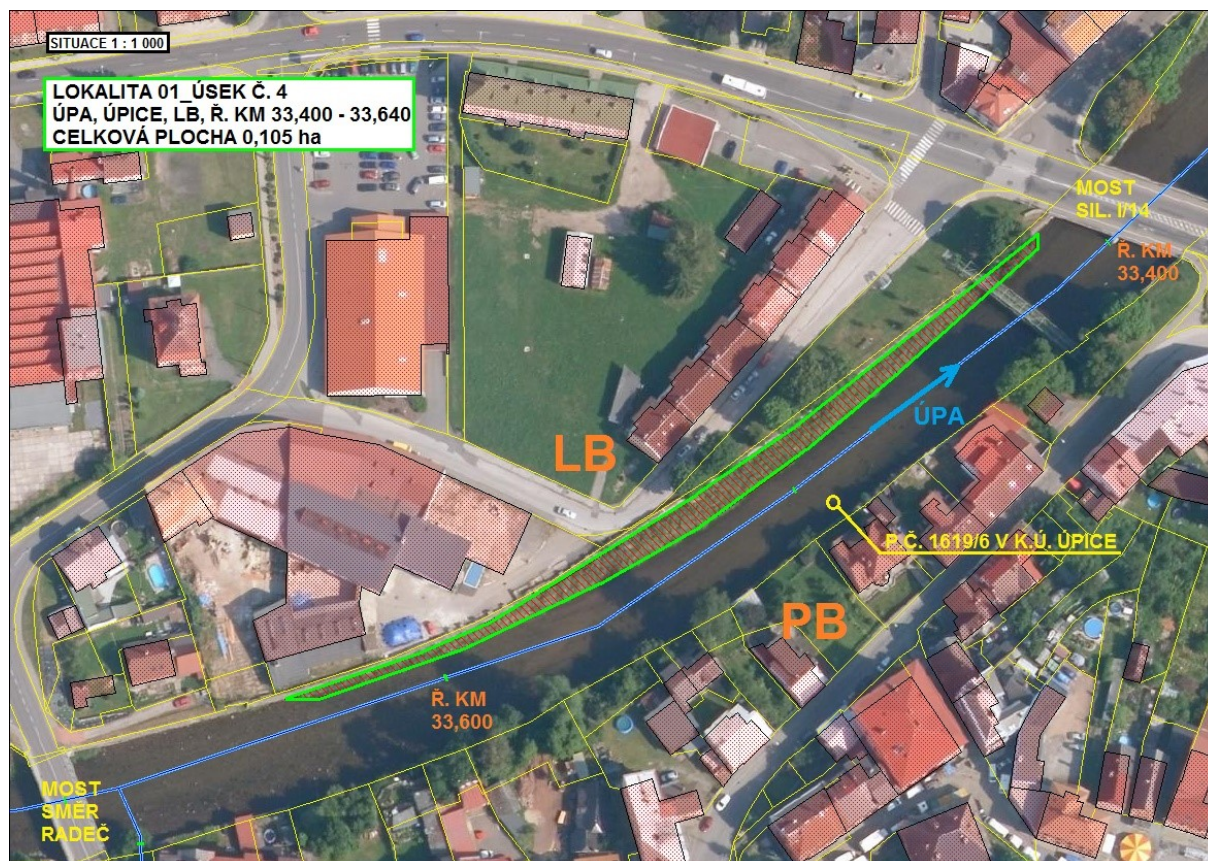 SITUACE 1 : 1 000
LOKALITA 01_ÚSEK Č. 4
ÚPA, ÚPICE, LB, Ř. KM 33,400 - 33,640
CELKOVÁ PLOCHA 0,105 ha
MOST
SIL. I/14
Ř. KM
33,400
ÚPA
LB
P.Č. 1619/6 V K.Ú. ÚPICE
PB
Ř. KM
33,600
MOST
SMĚR
RADEČ